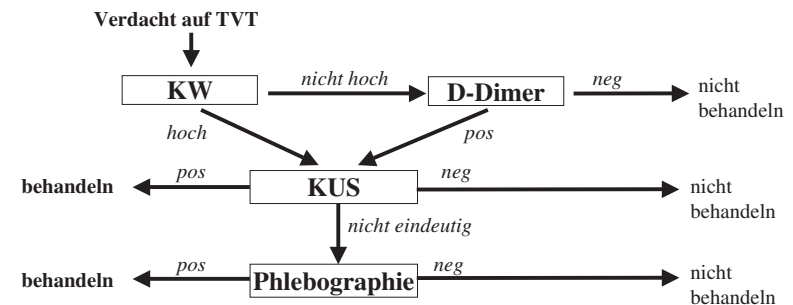 Verdacht auf TVT
KW
nicht hoch
D-Dimer
neg
nicht
behandeln
hoch
pos
behandeln
pos
KUS
neg
nicht
behandeln
nicht eindeutig
behandeln
pos
Phlebographie
neg
nicht
behandeln